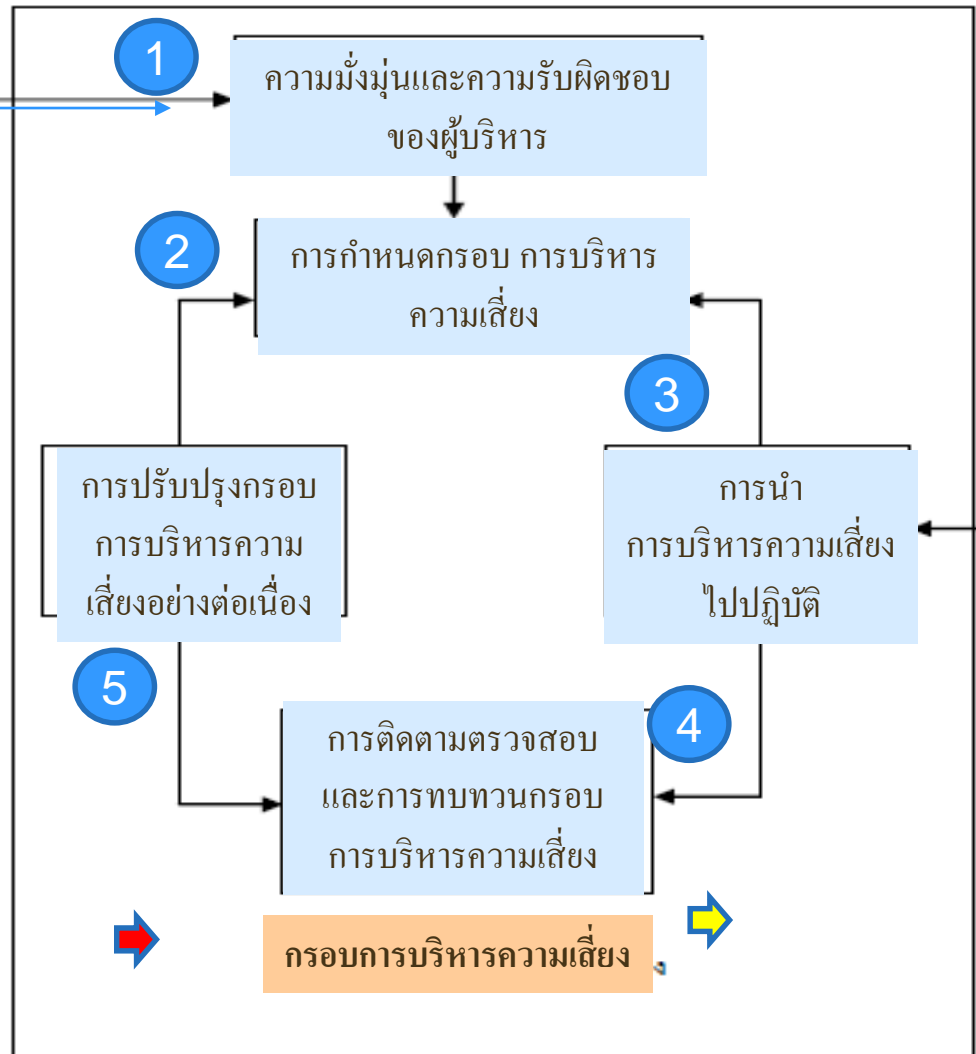 1
ความมั่งมุ่นและความรับผิดชอบ
ของผู้บริหาร
2
การกำหนดกรอบ การบริหาร
ความเสี่ยง
3
การปรับปรุงกรอบ
การบริหารความ
เสี่ยงอย่างต่อเนื่อง
การนำ
การบริหารความเสี่ยง
ไปปฏิบัติ
5
4
การติดตามตรวจสอบ
และการทบทวนกรอบ
การบริหารความเสี่ยง
กรอบการบริหารความเสี่ยง